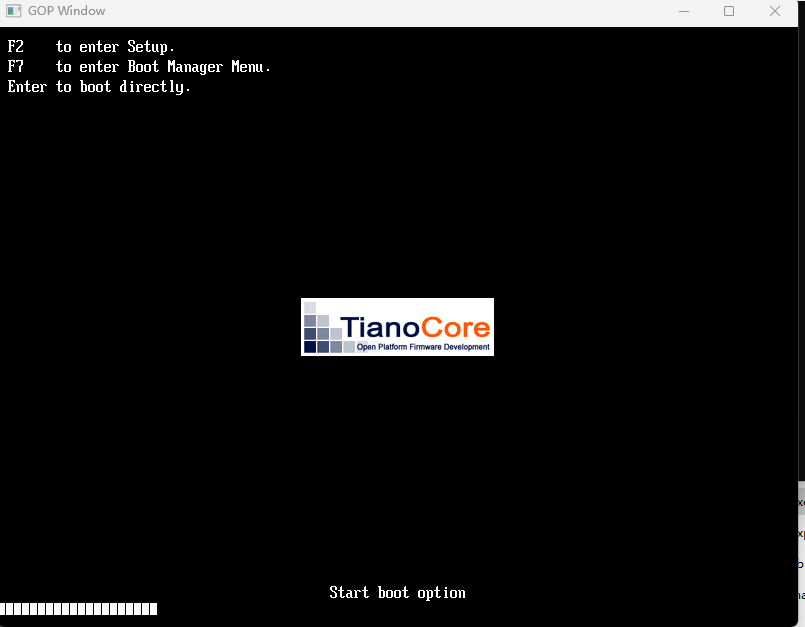 GOP Window
F2 to enter Setup.
F7 to enter Boot Manager Menu.
Enter to boot directly.
TianoCore
Open Platform Firmware Development
Start boot option